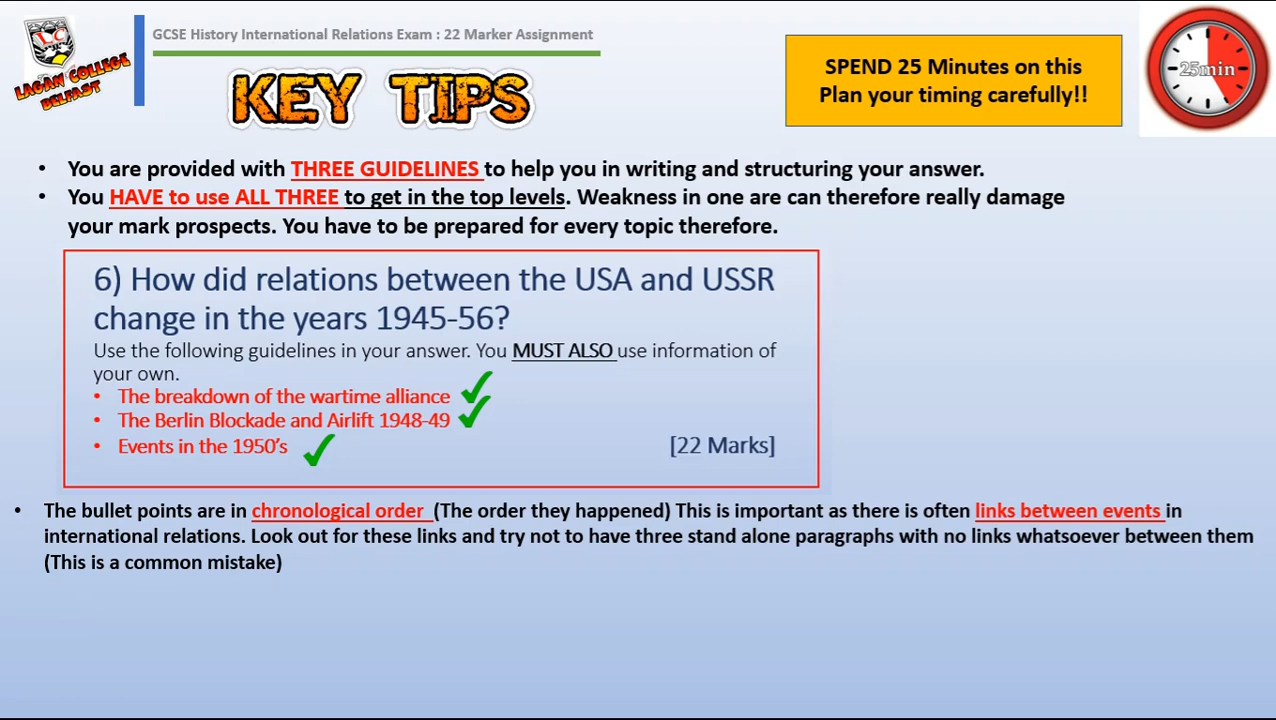 LC
LAGAN COLLEGE
BELFAST
GCSE History International Relations Exam : 22 Marker Assignment
KEY TIPS
SPEND 25 Minutes on this
Plan your timing carefully!!
25min
• You are provided with THREE GUIDELINES to help you in writing and structuring your answer.
• You HAVE to use ALL THREE to get in the top levels. Weakness in one are can therefore really damage
your mark prospects. You have to be prepared for every topic therefore.
6) How did relations between the USA and USSR
change in the years 1945-56?
Use the following guidelines in your answer. You MUST ALSO use information of
your own.
• The breakdown of the wartime alliance
• The Berlin Blockade and Airlift 1948-49
• Events in the 1950’s [22 Marks]
• The bullet points are in chronological order (The order they happened) This is important as there is often links between events in
international relations. Look out for these links and try not to have three stand alone paragraphs with no links whatsoever between them
(This is a common mistake)